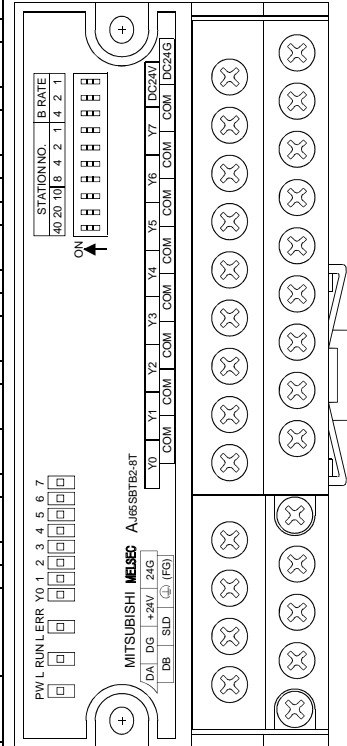 PW L RUN L ERR Y0 1 2 3 4 5 6 7
STATION NO. B RATE
40 20 10 8 4 2 1 4 2 1
ON
MITSUBISHI MELSEC AJ65SBTB2-8T
DA DG +24V 24G
DB SLD (FG)
Y0 Y1 Y2 Y3 Y4 Y5 Y6 Y7 DC24V
COM COM COM COM COM COM COM COM DC24G